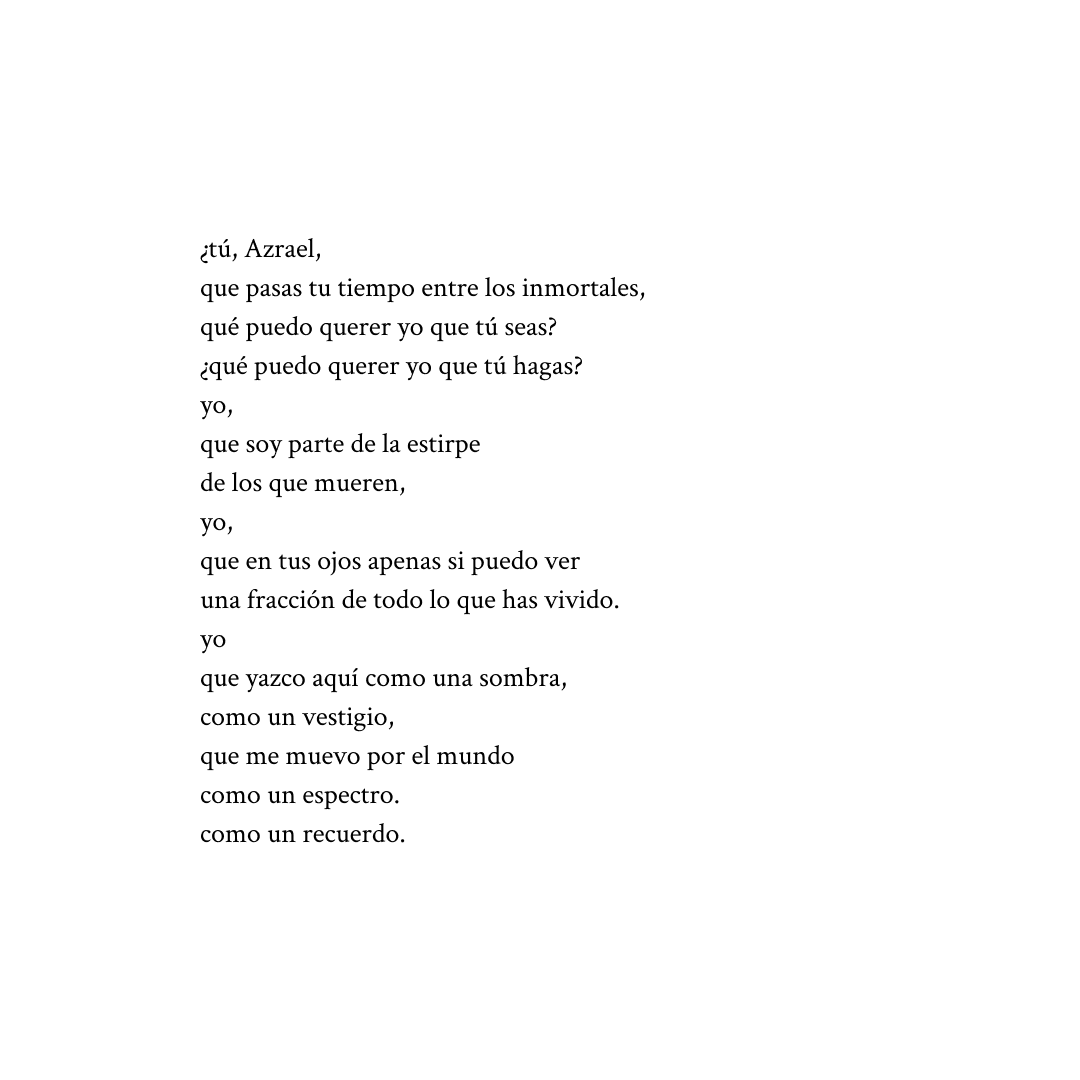 ¿tú, Azrael,
que pasas tu tiempo entre los inmortales,
qué puedo querer yo que tú seas?
¿qué puedo querer yo que tú hagas?
yo,
que soy parte de la estirpe
de los que mueren,
yo,
que en tus ojos apenas si puedo ver
una fracción de todo lo que has vivido.
yo
que yazco aquí como una sombra,
como un vestigio,
que me muevo por el mundo
como un espectro.
como un recuerdo.